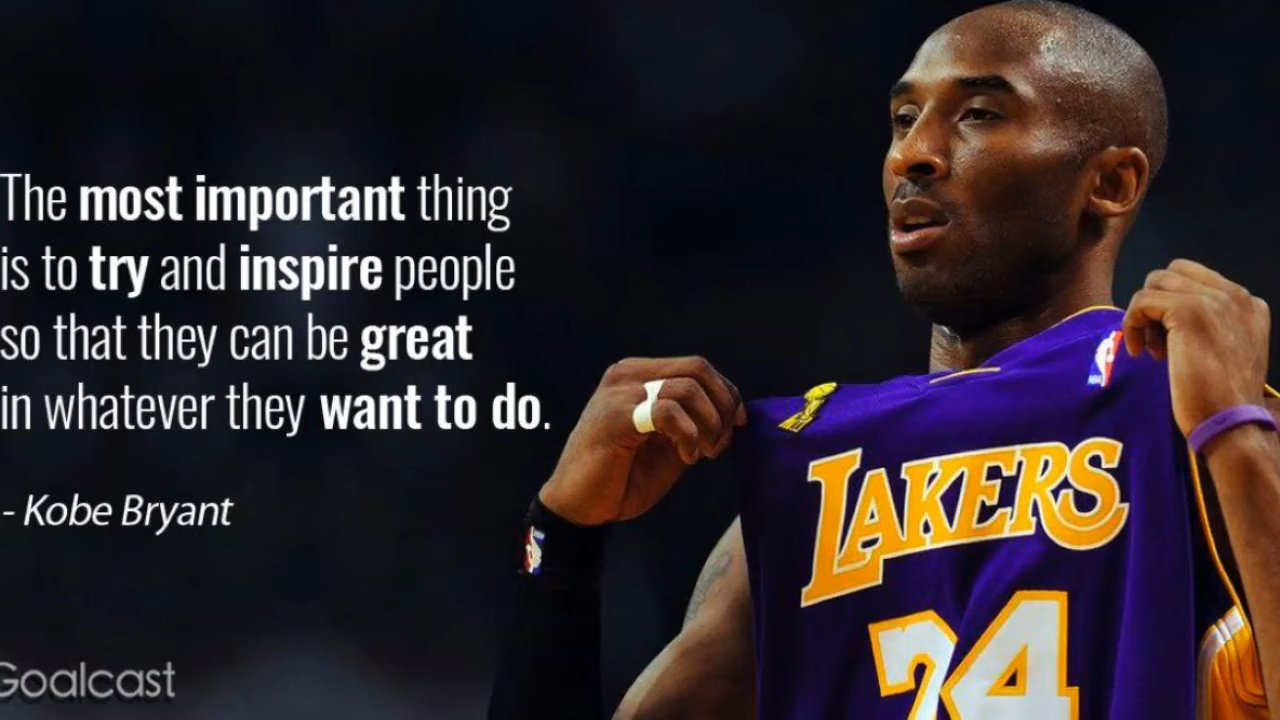 The most important thing
is to try and inspire people
so that they can be great
in whatever they want to do.
- Kobe Bryant
LAKERS
24
Goalcast